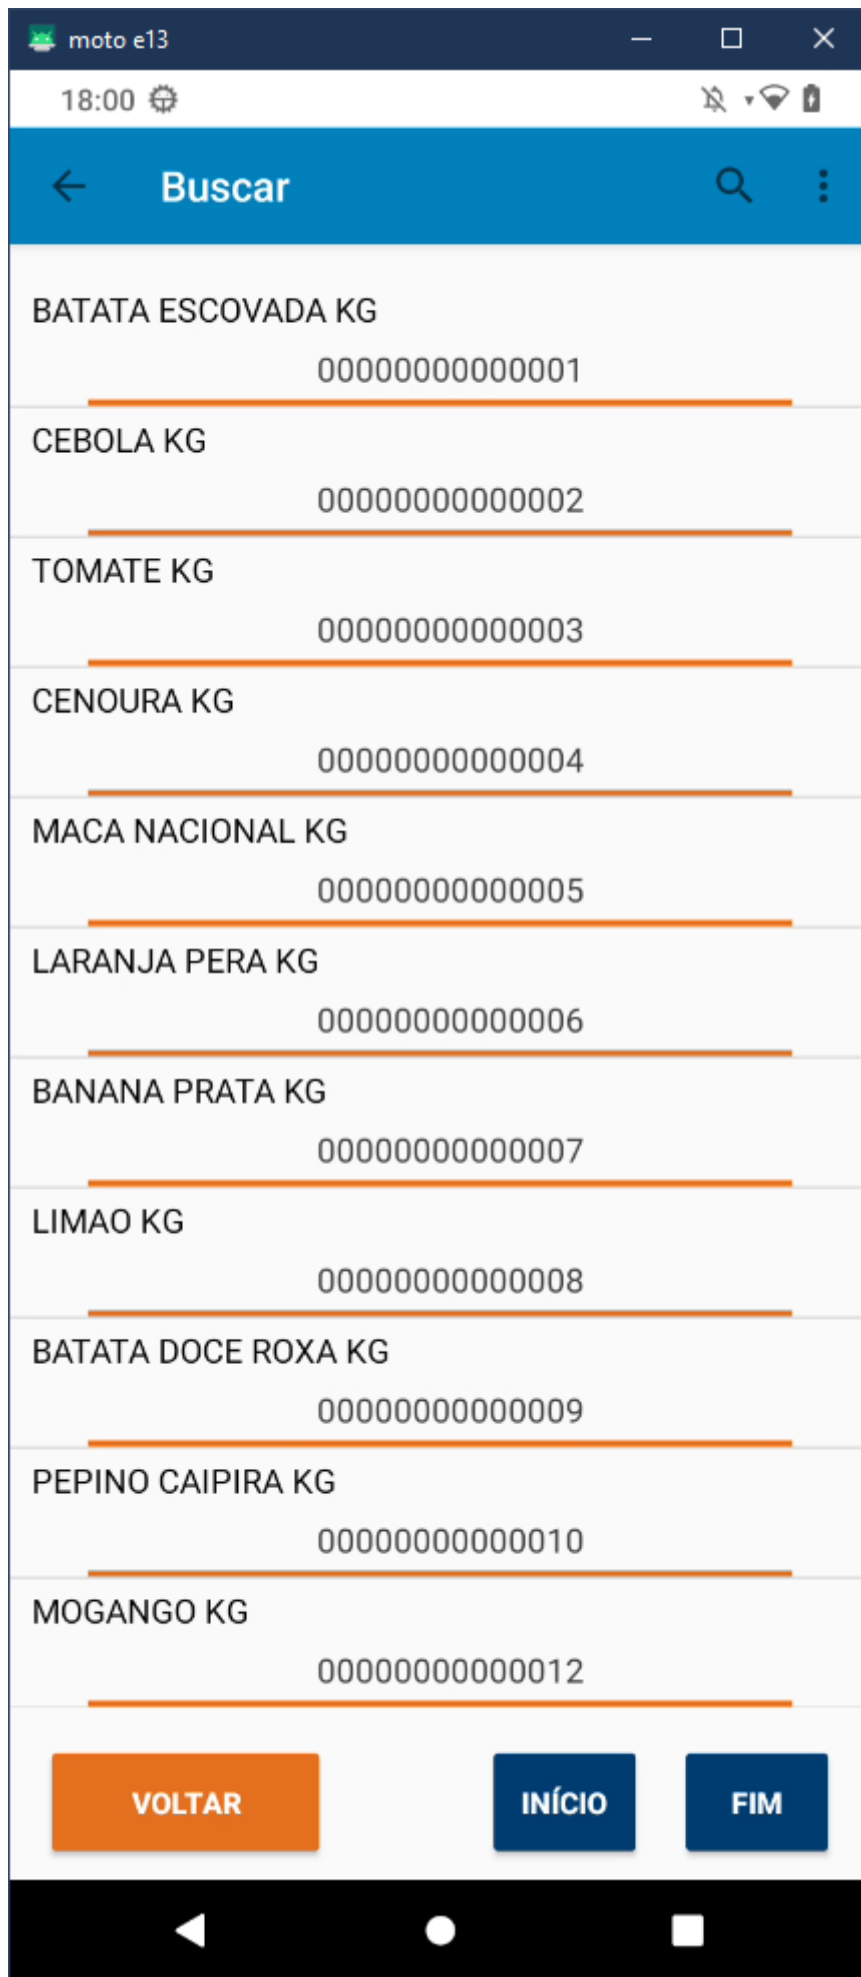 moto e13
18:00
Buscar
BATATA ESCOVADA KG
00000000000001
CEBOLA KG
00000000000002
TOMATE KG
00000000000003
CENOURA KG
00000000000004
MACA NACIONAL KG
00000000000005
LARANJA PERA KG
00000000000006
BANANA PRATA KG
00000000000007
LIMAO KG
00000000000008
BATATA DOCE ROXA KG
00000000000009
PEPINO CAIPIRA KG
00000000000010
MOGANGO KG
00000000000012
VOLTAR INÍCIO FIM